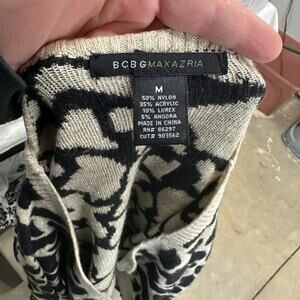 BCBGMAXAZRIA
M
50% NYLON
35% ACRYLIC
10% LUREX
5% ANGORA
MADE IN CHINA
RN# 86297
CUT# 903562